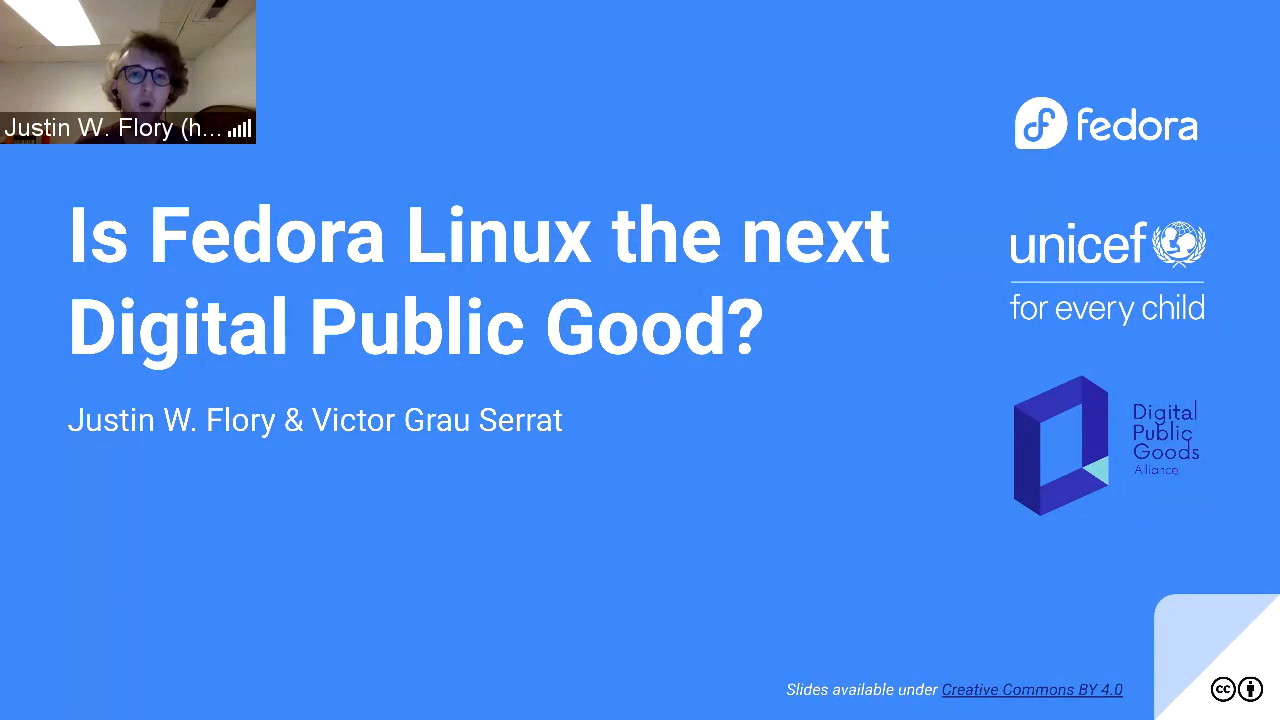 Justin W. Flory (h...
fedora
Is Fedora Linux the next
Digital Public Good?
unicef
for every child
Justin W. Flory & Victor Grau Serrat
Digital
Public
Goods
Alliance
Slides available under Creative Commons BY 4.0
cc